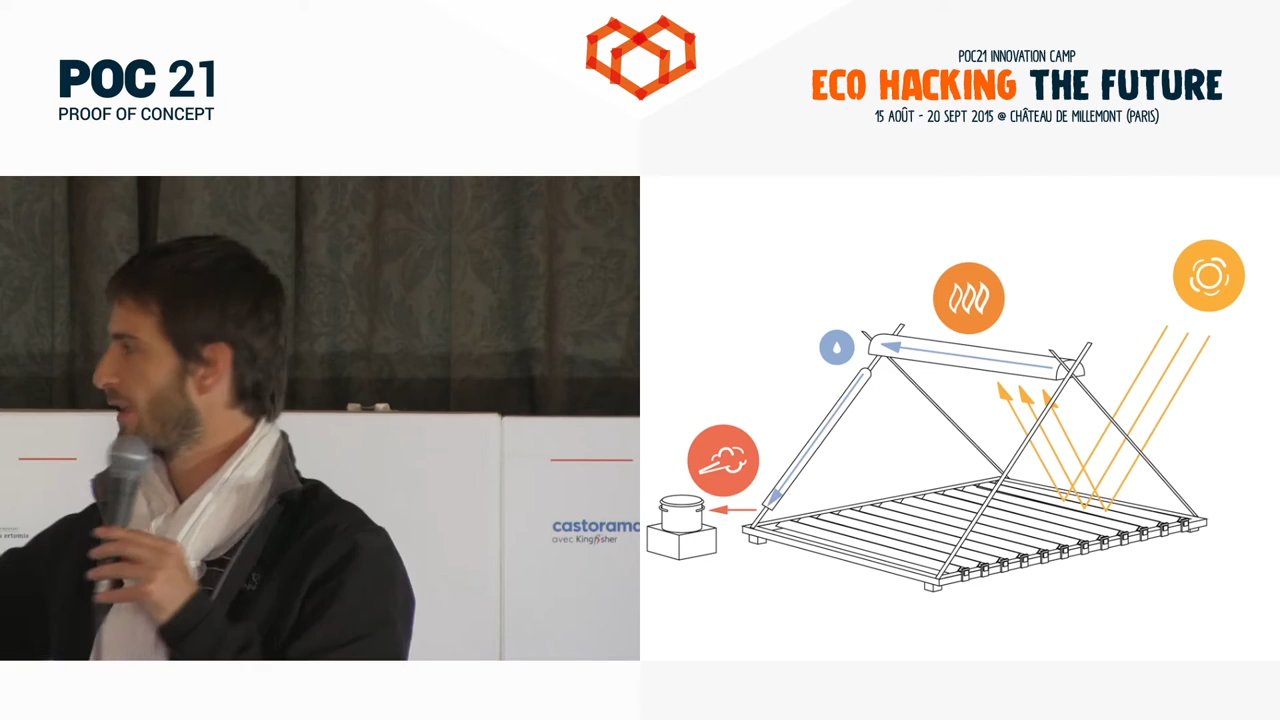 POC 21
PROOF OF CONCEPT
POC21 INNOVATION CAMP
ECO HACKING THE FUTURE
15 AOÛT - 20 SEPT 2015 @ CHÂTEAU DE MILLEMONT (PARIS)
castorama
avec Kingfisher